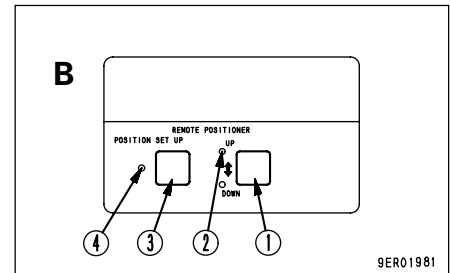 B
REMOTE POSITIONER
POSITION SET UP
UP
DOWN
4 3 2 1
9ER01981